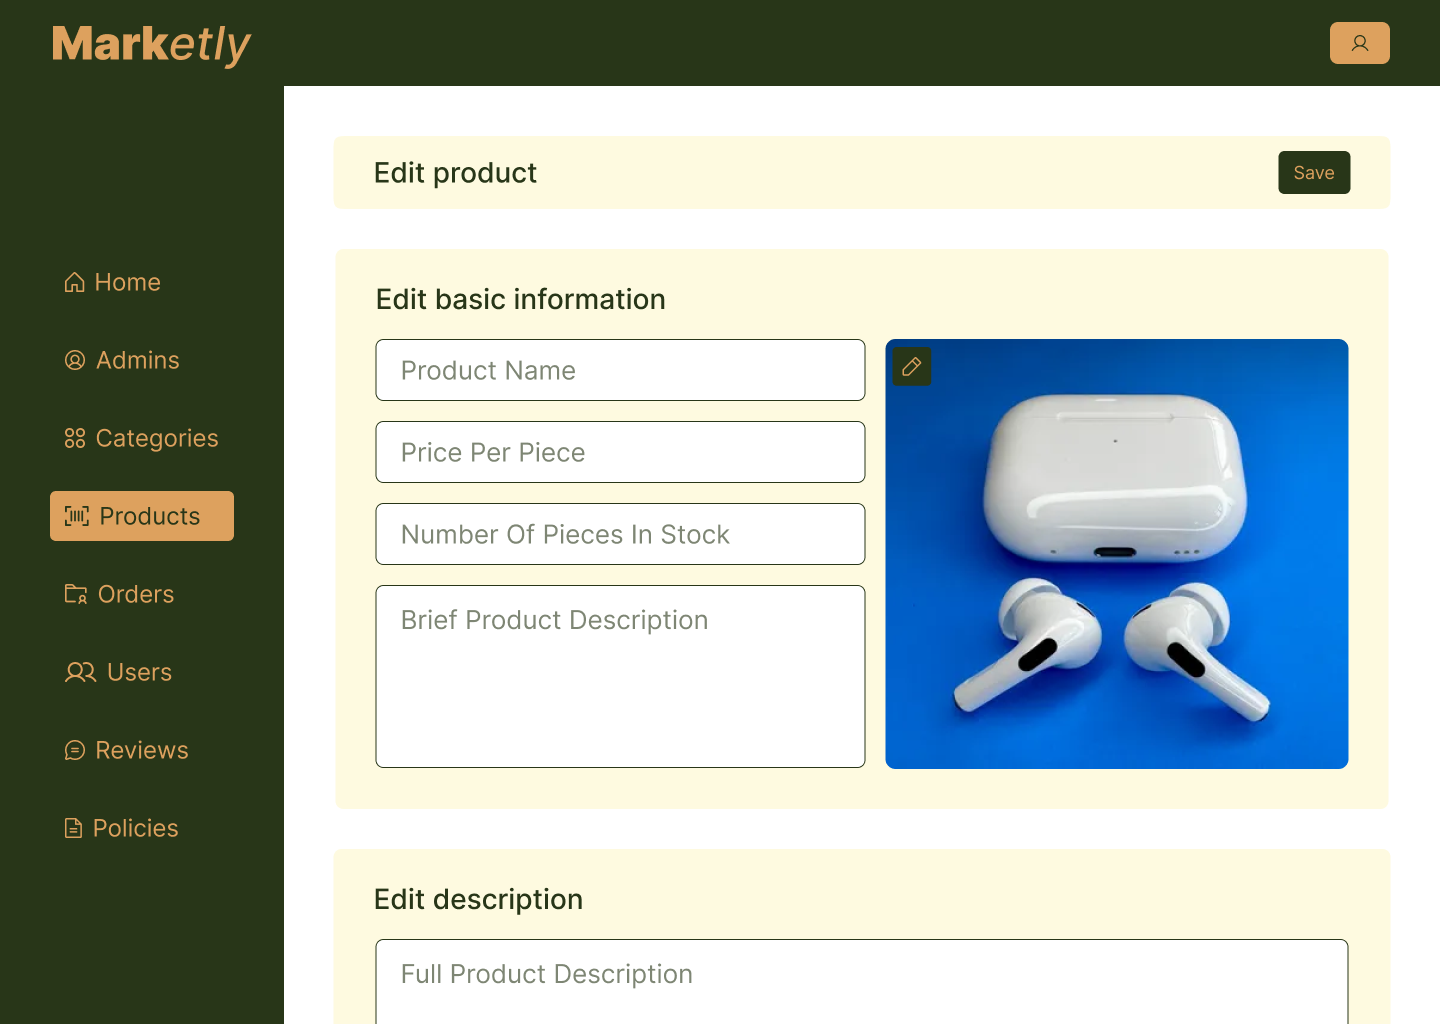 Marketly
Home
Admins
Categories
Products
Orders
Users
Reviews
Policies
Edit product
Save
Edit basic information
Product Name
Price Per Piece
Number Of Pieces In Stock
Brief Product Description
Edit description
Full Product Description